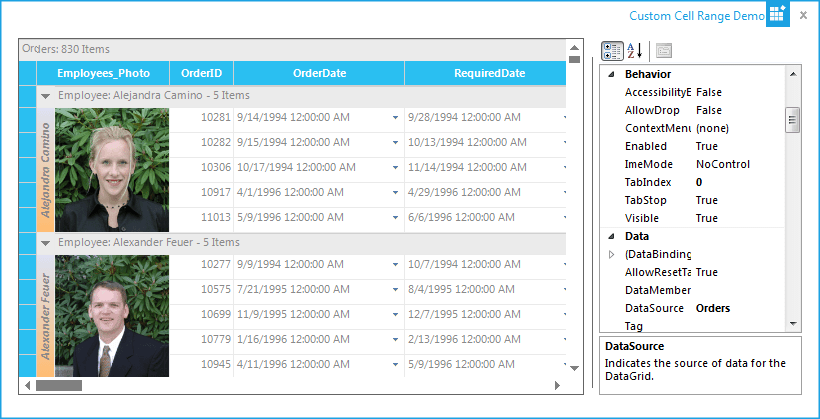 Custom Cell Range Demo
Orders: 830 Items
Employees_Photo OrderID OrderDate RequiredDate
Employee: Alejandra Camino - 5 Items
Alejandra Camino
10281 9/14/1994 12:00:00 AM 9/28/1994 12:00:00 AM
10282 9/15/1994 12:00:00 AM 10/13/1994 12:00:00 AM
10306 10/17/1994 12:00:00 AM 11/14/1994 12:00:00 AM
10917 4/1/1996 12:00:00 AM 4/29/1996 12:00:00 AM
11013 5/9/1996 12:00:00 AM 6/6/1996 12:00:00 AM
Employee: Alexander Feuer - 5 Items
Alexander Feuer
10277 9/9/1994 12:00:00 AM 10/7/1994 12:00:00 AM
10575 7/21/1995 12:00:00 AM 8/4/1995 12:00:00 AM
10699 11/9/1995 12:00:00 AM 12/7/1995 12:00:00 AM
10779 1/16/1996 12:00:00 AM 2/13/1996 12:00:00 AM
10945 4/11/1996 12:00:00 AM 5/9/1996 12:00:00 AM
A
Z
Behavior
AccessibilityE False
AllowDrop False
ContextMenu (none)
Enabled True
ImeMode NoControl
TabIndex 0
TabStop True
Visible True
Data
(DataBinding
AllowResetTa True
DataMember
DataSource Orders
Tag
DataSource
Indicates the source of data for the
DataGrid.